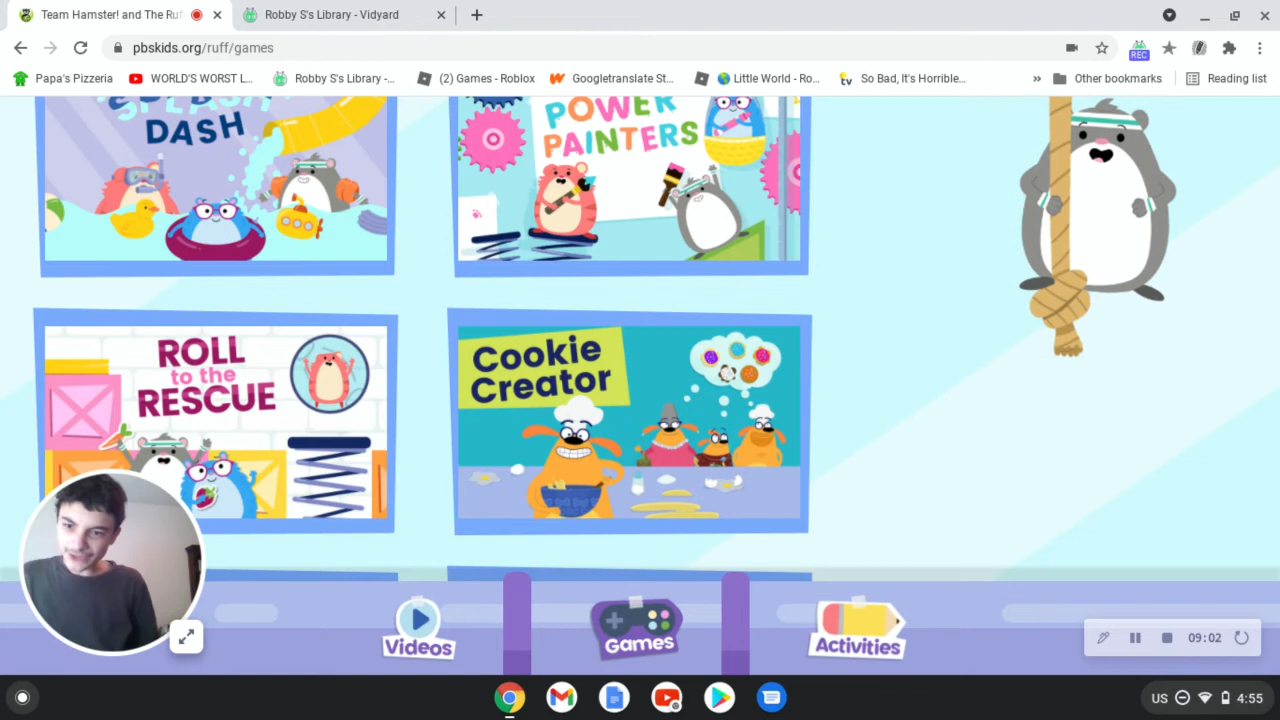 Team Hamster! and The Ruf
Robby S's Library - Vidyard
pbskids.org/ruff/games
REC
Papa's Pizzeria
WORLD'S WORST L...
Robby S's Library -...
(2) Games - Roblox
Googletranslate St...
Little World - Ro...
tv
So Bad, It's Horrible...
»
Other bookmarks
Reading list
SPLASH
DASH
POWER
PAINTERS
ROLL
to the
RESCUE
Cookie
Creator
Videos
Games
Activities
09:02
US
4:55